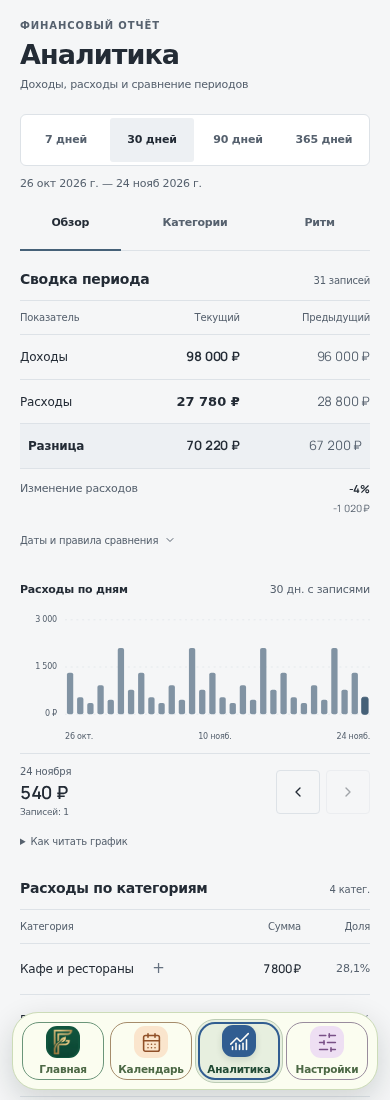 ФИНАНСОВЫЙ ОТЧЁТ
Аналитика
Доходы, расходы и сравнение периодов
7 дней 30 дней 90 дней 365 дней
26 окт 2026 г. — 24 нояб 2026 г.
Обзор Категории Ритм
Сводка периода 31 записей
Показатель Текущий Предыдущий
Доходы 98 000 ₽ 96 000 ₽
Расходы 27 780 ₽ 28 800 ₽
Разница 70 220 ₽ 67 200 ₽
Изменение расходов -4%
-1 020 ₽
Даты и правила сравнения
Расходы по дням 30 дн. с записями
3 000
1 500
0 ₽
26 окт. 10 нояб. 24 нояб.
24 ноября
540 ₽
Записей: 1
Как читать график
Расходы по категориям 4 катег.
Категория Сумма Доля
Кафе и рестораны + 7 800 ₽ 28,1%
Главная Календарь Аналитика Настройки